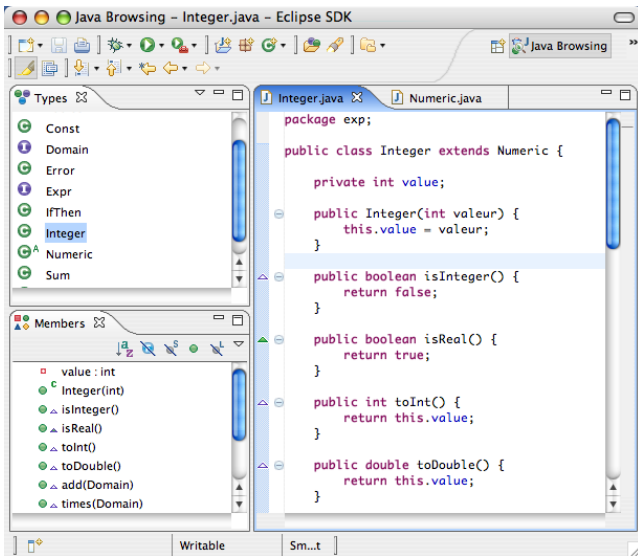 Java Browsing – Integer.java – Eclipse SDK
Java Browsing »
Types
Const
Domain
Error
Expr
IfThen
Integer
A Numeric
Sum
Members
value : int
C Integer(int)
isInteger()
isReal()
toInt()
toDouble()
add(Domain)
times(Domain)
Integer.java Numeric.java
package exp;
public class Integer extends Numeric {
private int value;
public Integer(int valeur) {
this.value = valeur;
}
public boolean isInteger() {
return false;
}
public boolean isReal() {
return true;
}
public int toInt() {
return this.value;
}
public double toDouble() {
return this.value;
}
Writable Sm...t